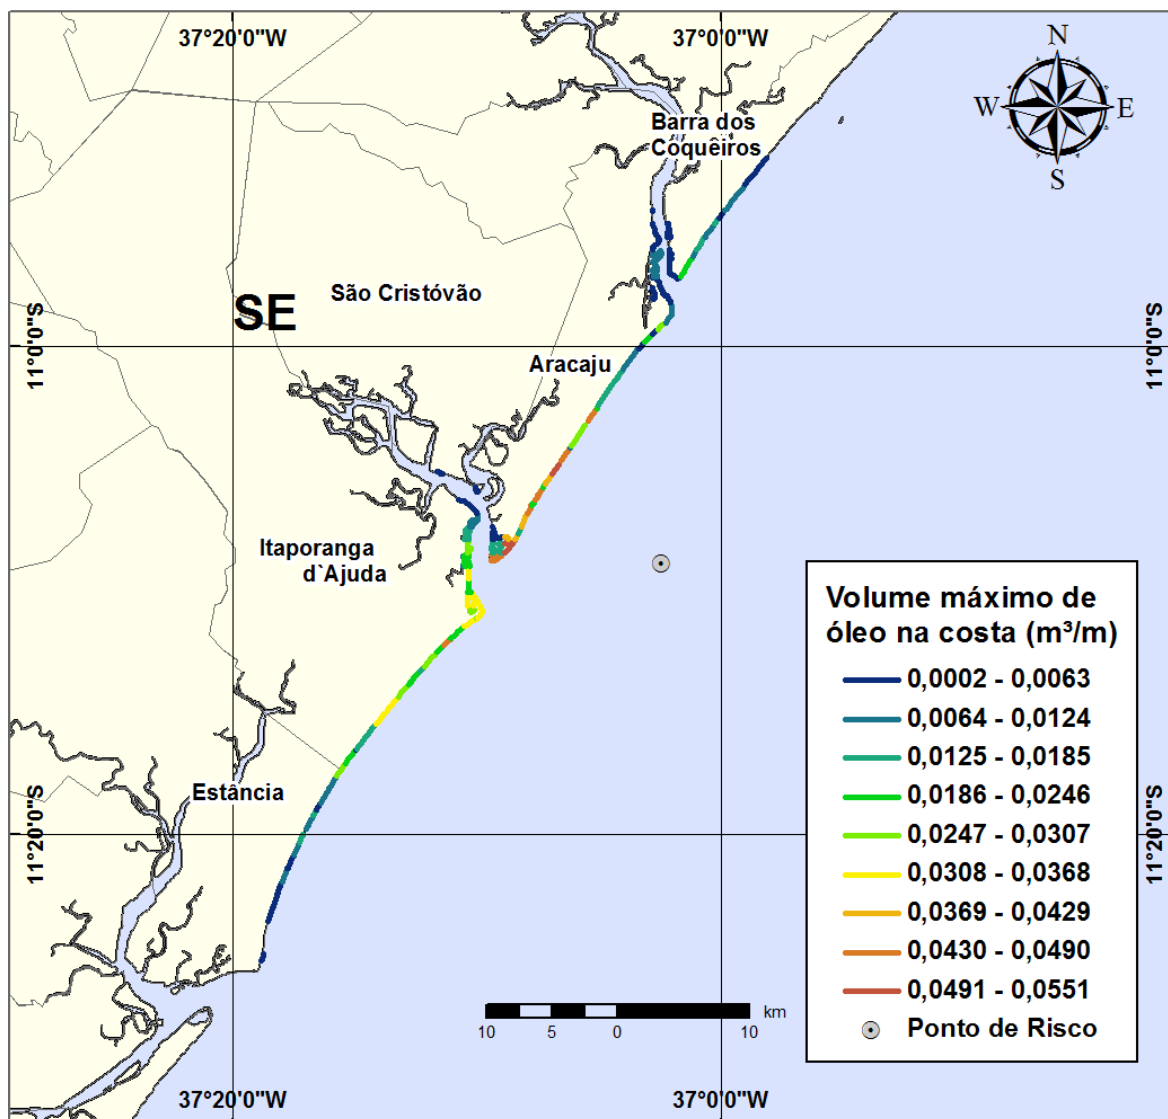 37°20'0"W
37°0'0"W
N
W
E
S
Barra dos
Coquêiros
São Cristóvão
SE
11°0'0"S
11°0'0"S
Aracaju
Itaporanga
d`Ajuda
Volume máximo de
óleo na costa (m³/m)
0,0002 - 0,0063
0,0064 - 0,0124
0,0125 - 0,0185
0,0186 - 0,0246
0,0247 - 0,0307
0,0308 - 0,0368
0,0369 - 0,0429
0,0430 - 0,0490
0,0491 - 0,0551
Ponto de Risco
Estância
11°20'0"S
11°20'0"S
km
10 5 0 10
37°20'0"W
37°0'0"W